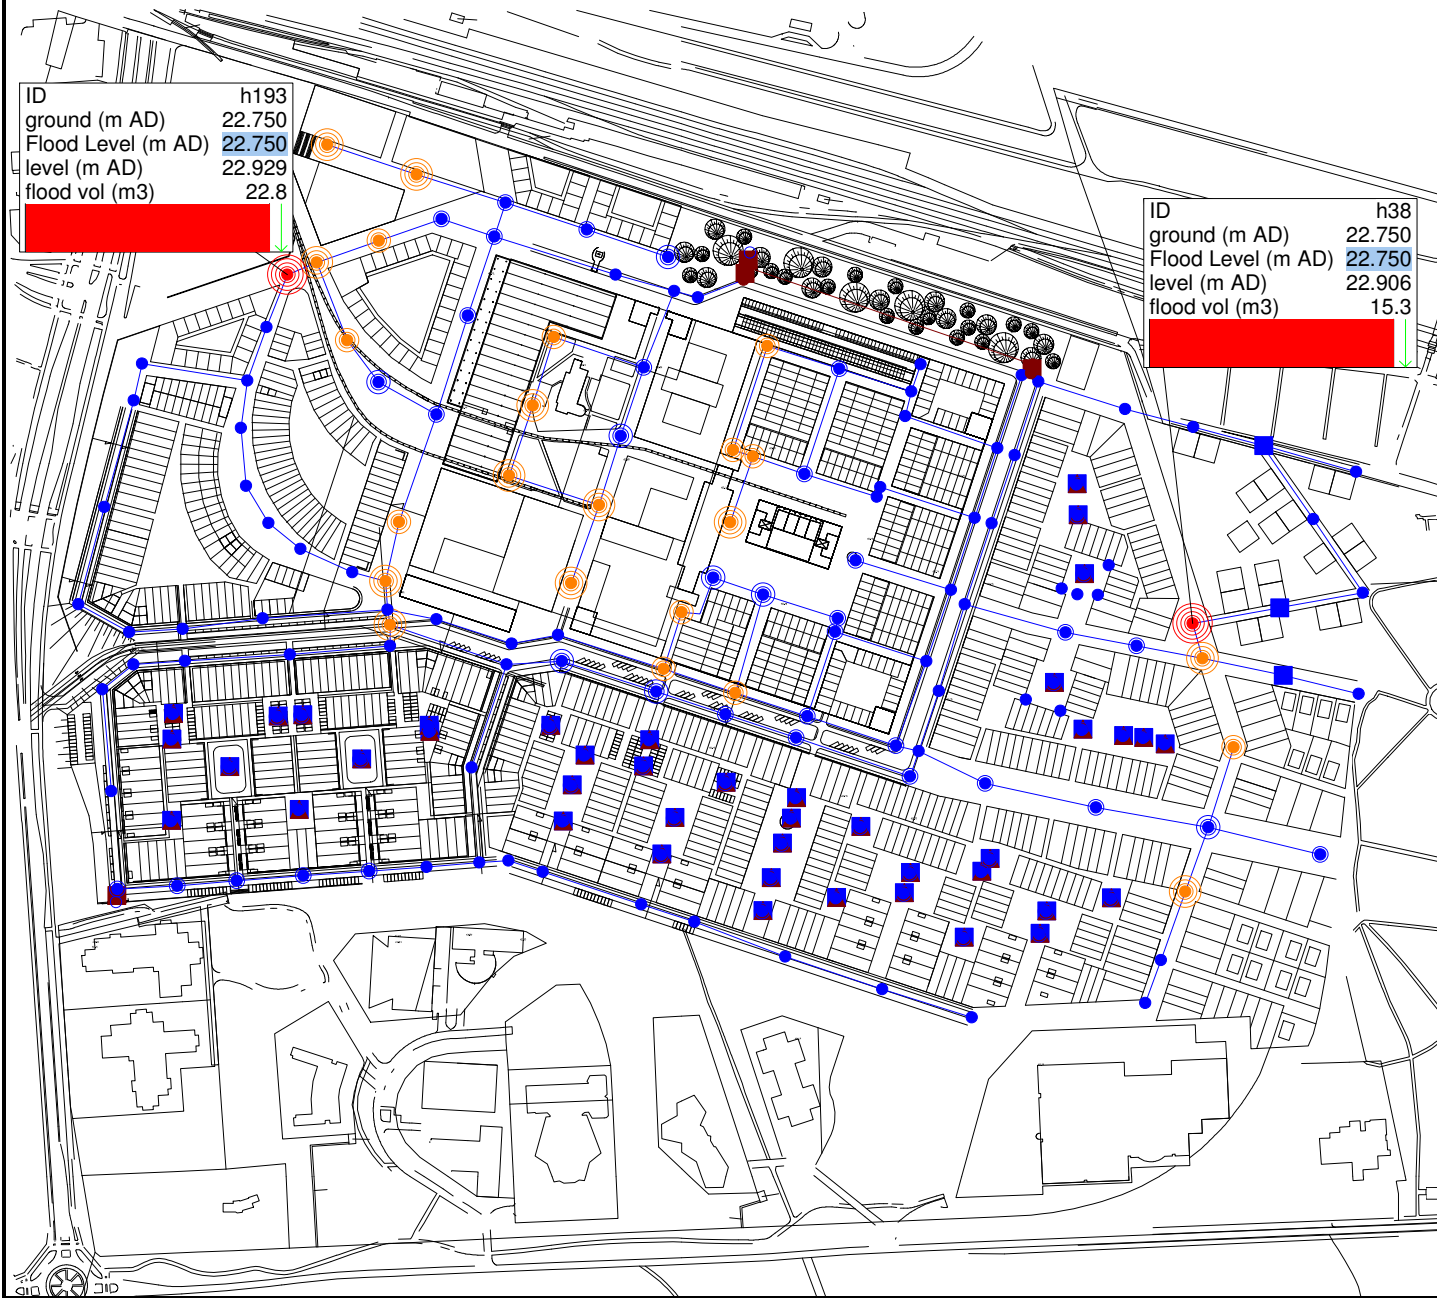 ID h193
ground (m AD) 22.750
Flood Level (m AD) 22.750
level (m AD) 22.929
flood vol (m3) 22.8
ID h38
ground (m AD) 22.750
Flood Level (m AD) 22.750
level (m AD) 22.906
flood vol (m3) 15.3